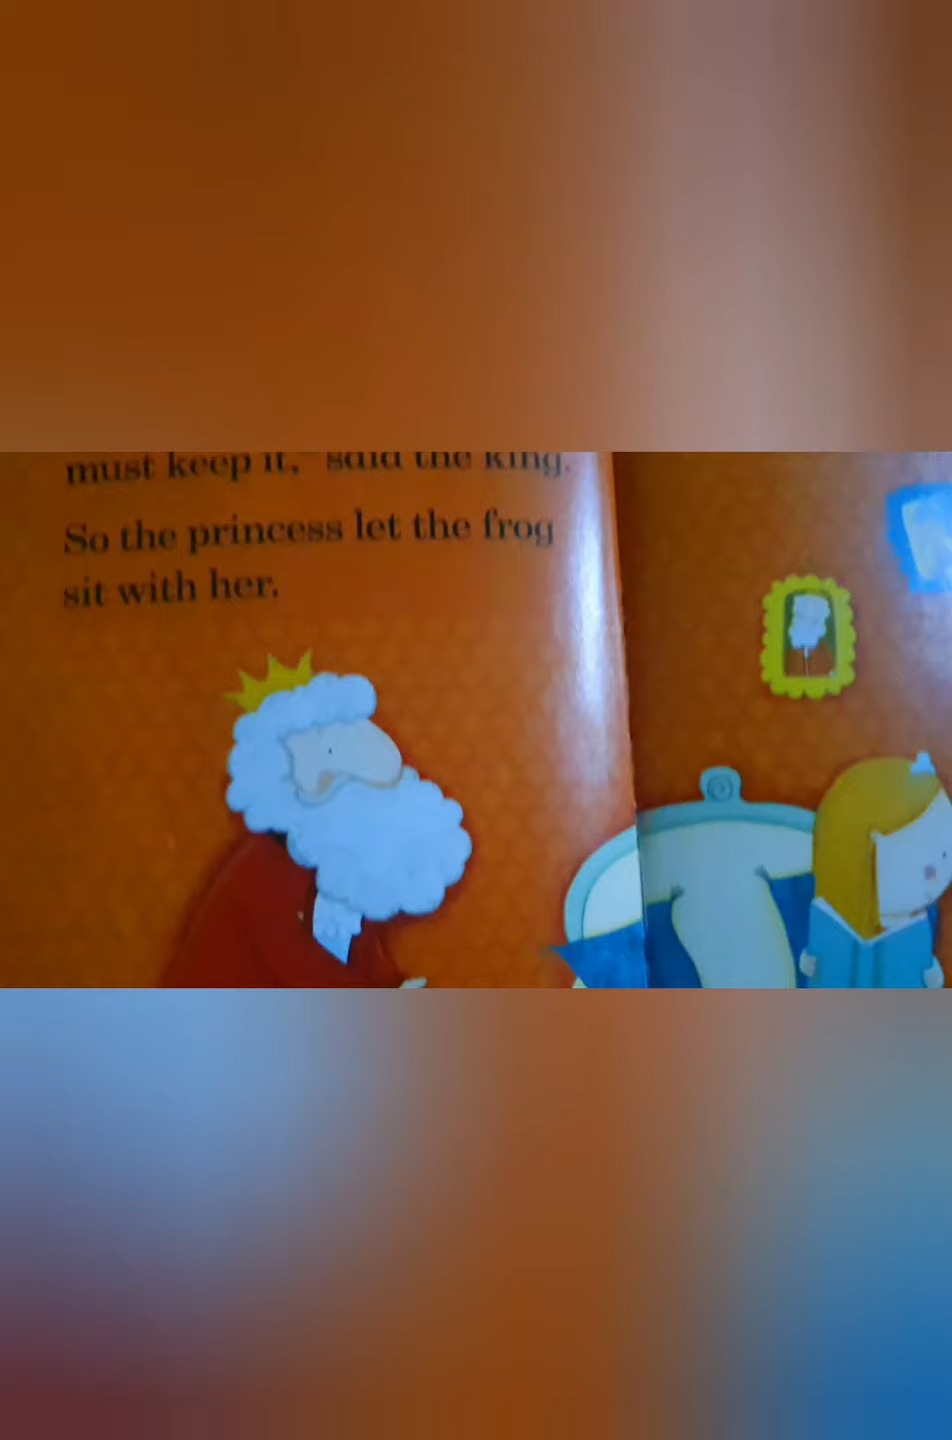 must keep it," said the king.
So the princess let the frog
sit with her.